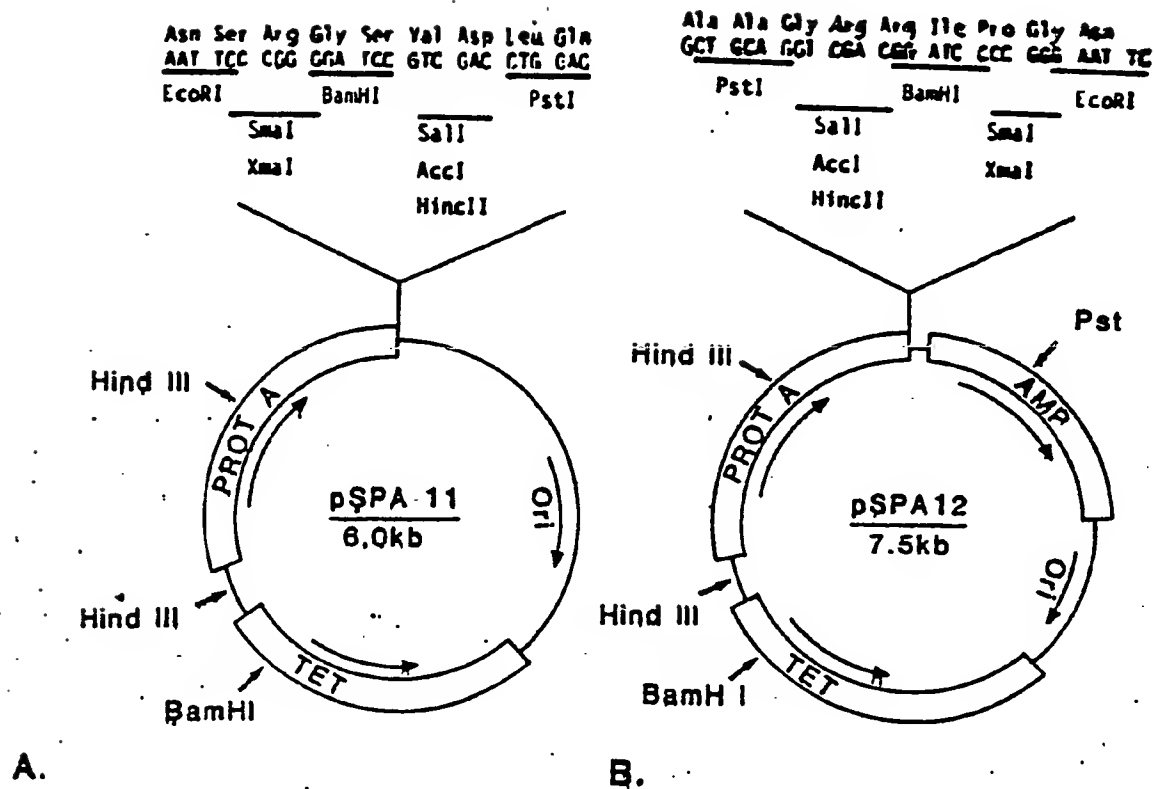 Asn Ser Arg Gly Ser Val Asp Leu Gln
AAT TCC CGG GGA TCC GTC GAC CTG GAC
EcoRI BamHI PstI
SmaI SalI
XmaI AccI
HincII
Hind III
PROT A
pSPA 11
6.0kb
Ori
Hind III
TET
BamHI
A.
Ala Ala Gly Arg Arg Ile Pro Gly Asn
GCT GCA GGT CGA CGG ATC CCC GGG AAT TC
PstI BamHI EcoRI
SalI SmaI
AccI XmaI
HincII
Pst
Hind III
PROT A
AMP
pSPA12
7.5kb
Ori
Hind III
TET
BamH I
B.